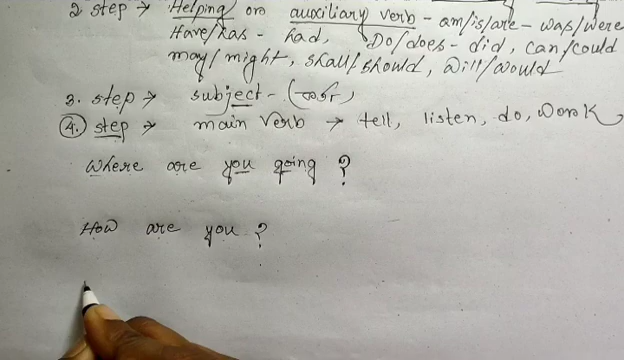 2 step → Helping or auxiliary verb - am/is/are - was/were
Have/has - had, Do/does - did, can/could
may/might, shall/should, will/would
3. step → subject - (কর্তা)
4. step → main verb → tell, listen, do, work
Where are you going ?
How are you ?